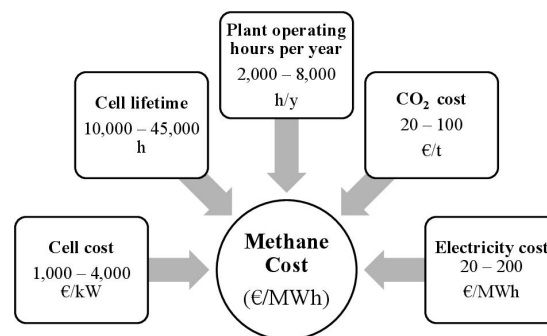 Plant operating
hours per year
2,000 – 8,000
h/y
Cell lifetime
10,000 – 45,000
h
CO₂ cost
20 – 100
€/t
Cell cost
1,000 – 4,000
€/kW
Methane
Cost
(€/MWh)
Electricity cost
20 – 200
€/MWh